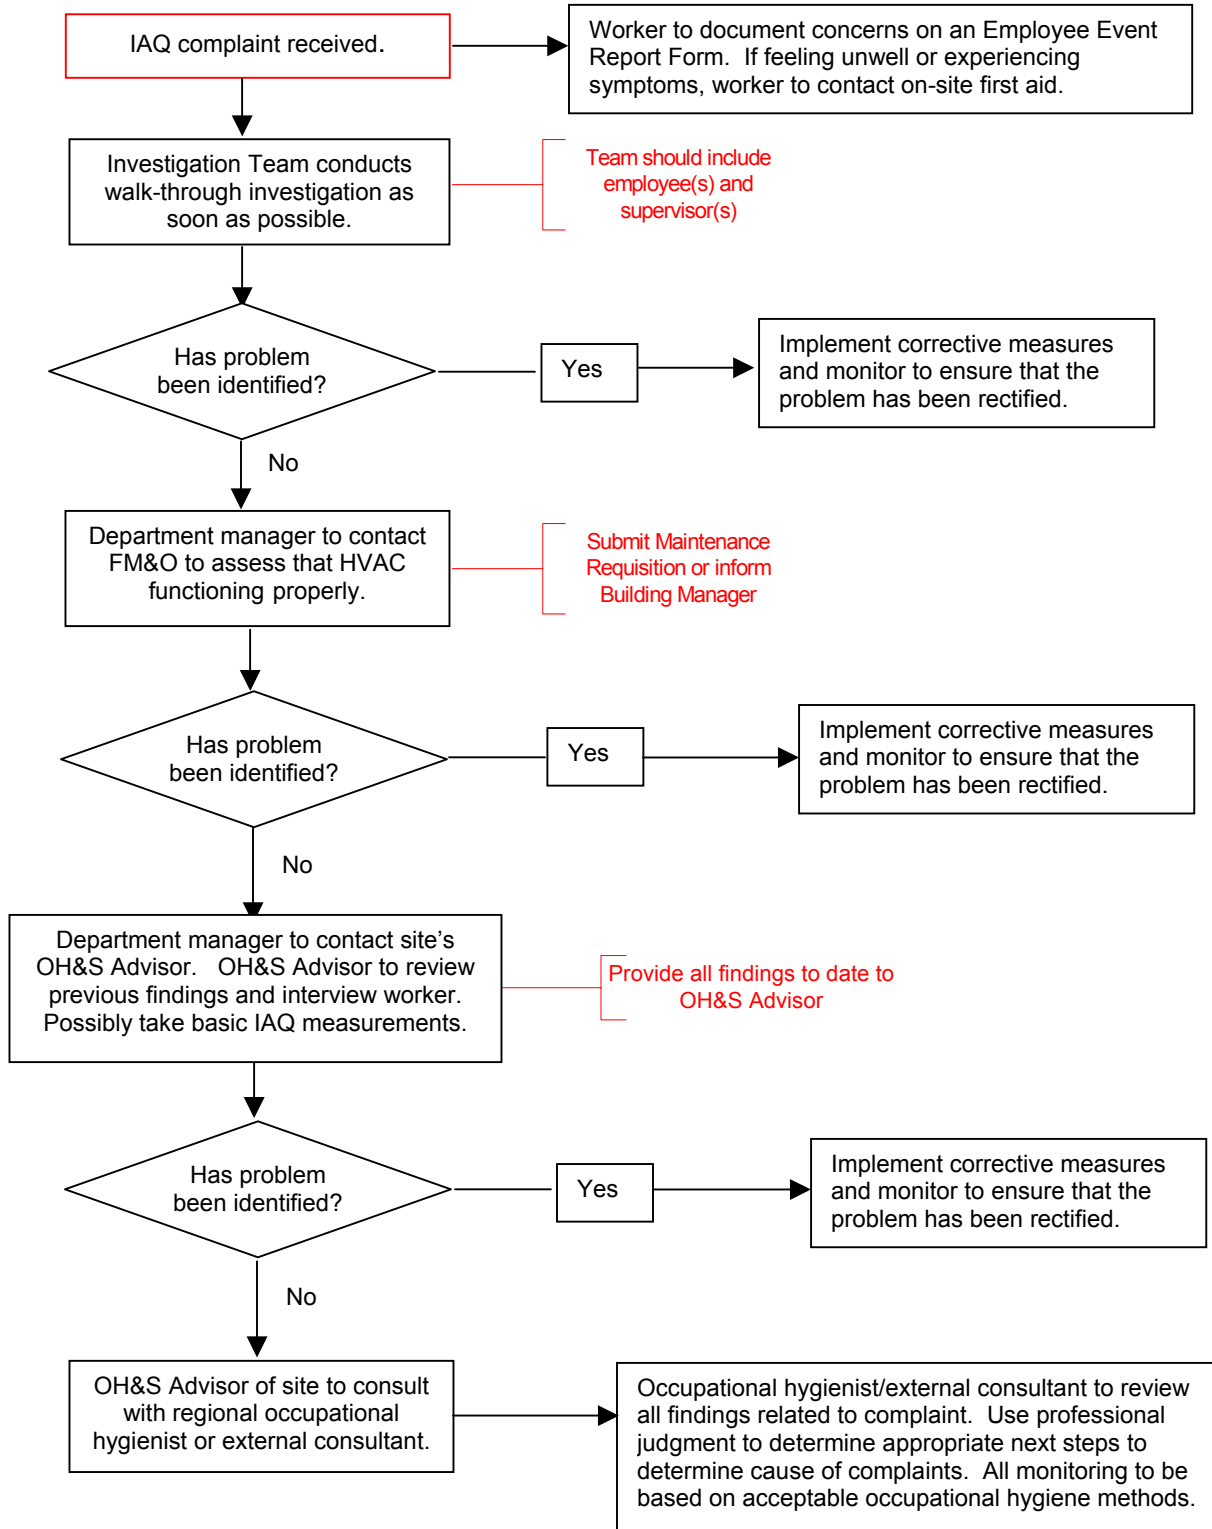 IAQ complaint received.
Worker to document concerns on an Employee Event
Report Form.  If feeling unwell or experiencing
symptoms, worker to contact on-site first aid.
Investigation Team conducts
walk-through investigation as
soon as possible.
Team should include
employee(s) and
supervisor(s)
Has problem
been identified?
Yes
Implement corrective measures
and monitor to ensure that the
problem has been rectified.
No
Department manager to contact
FM&O to assess that HVAC
functioning properly.
Submit Maintenance
Requisition or inform
Building Manager
Has problem
been identified?
Yes
Implement corrective measures
and monitor to ensure that the
problem has been rectified.
No
Department manager to contact site's
OH&S Advisor.   OH&S Advisor to review
previous findings and interview worker.
Possibly take basic IAQ measurements.
Provide all findings to date to
OH&S Advisor
Has problem
been identified?
Yes
Implement corrective measures
and monitor to ensure that the
problem has been rectified.
No
OH&S Advisor of site to consult
with regional occupational
hygienist or external consultant.
Occupational hygienist/external consultant to review
all findings related to complaint.  Use professional
judgment to determine appropriate next steps to
determine cause of complaints.  All monitoring to be
based on acceptable occupational hygiene methods.